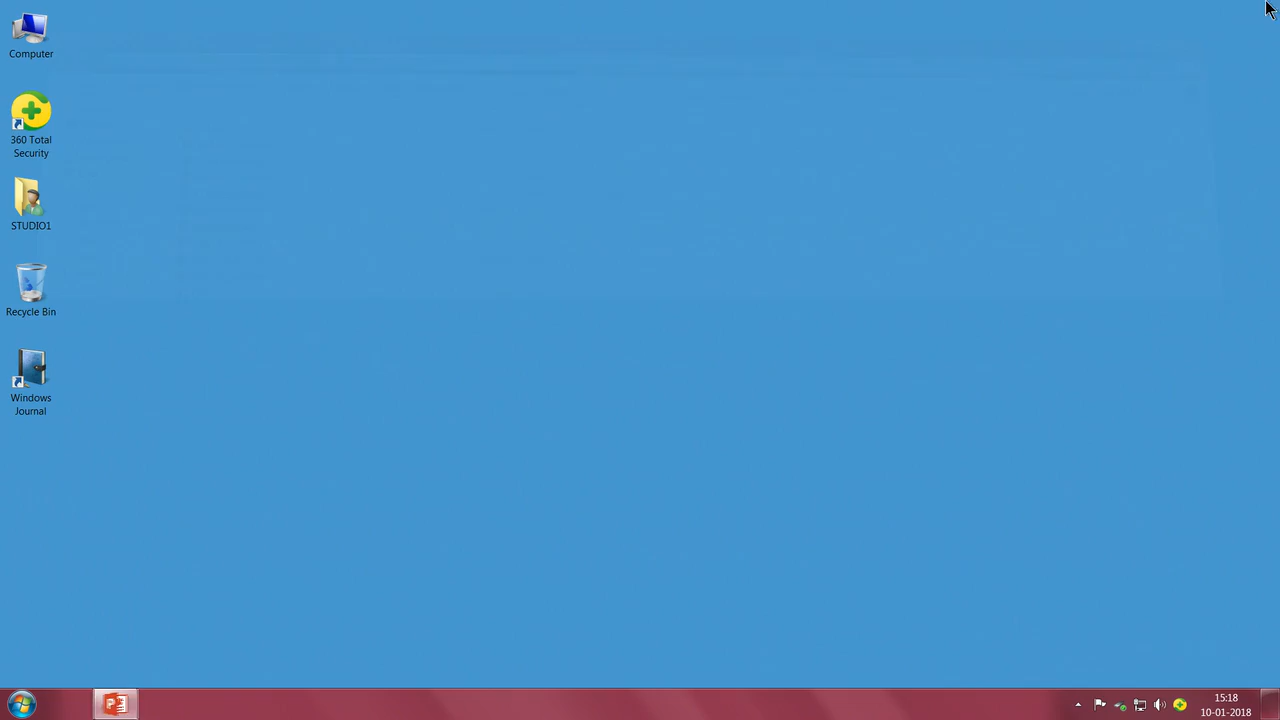 Computer
360 Total
Security
STUDIO1
Recycle Bin
Windows
Journal
15:18
10-01-2018